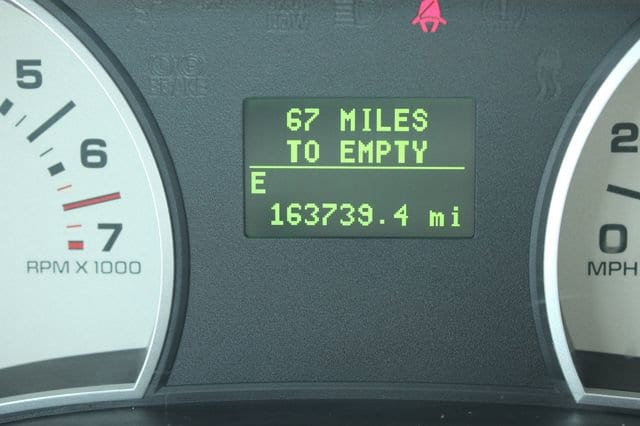 67 MILES
TO EMPTY
E
163739.4 mi
5
6
7
RPM X 1000
BRAKE
2
0
MPH